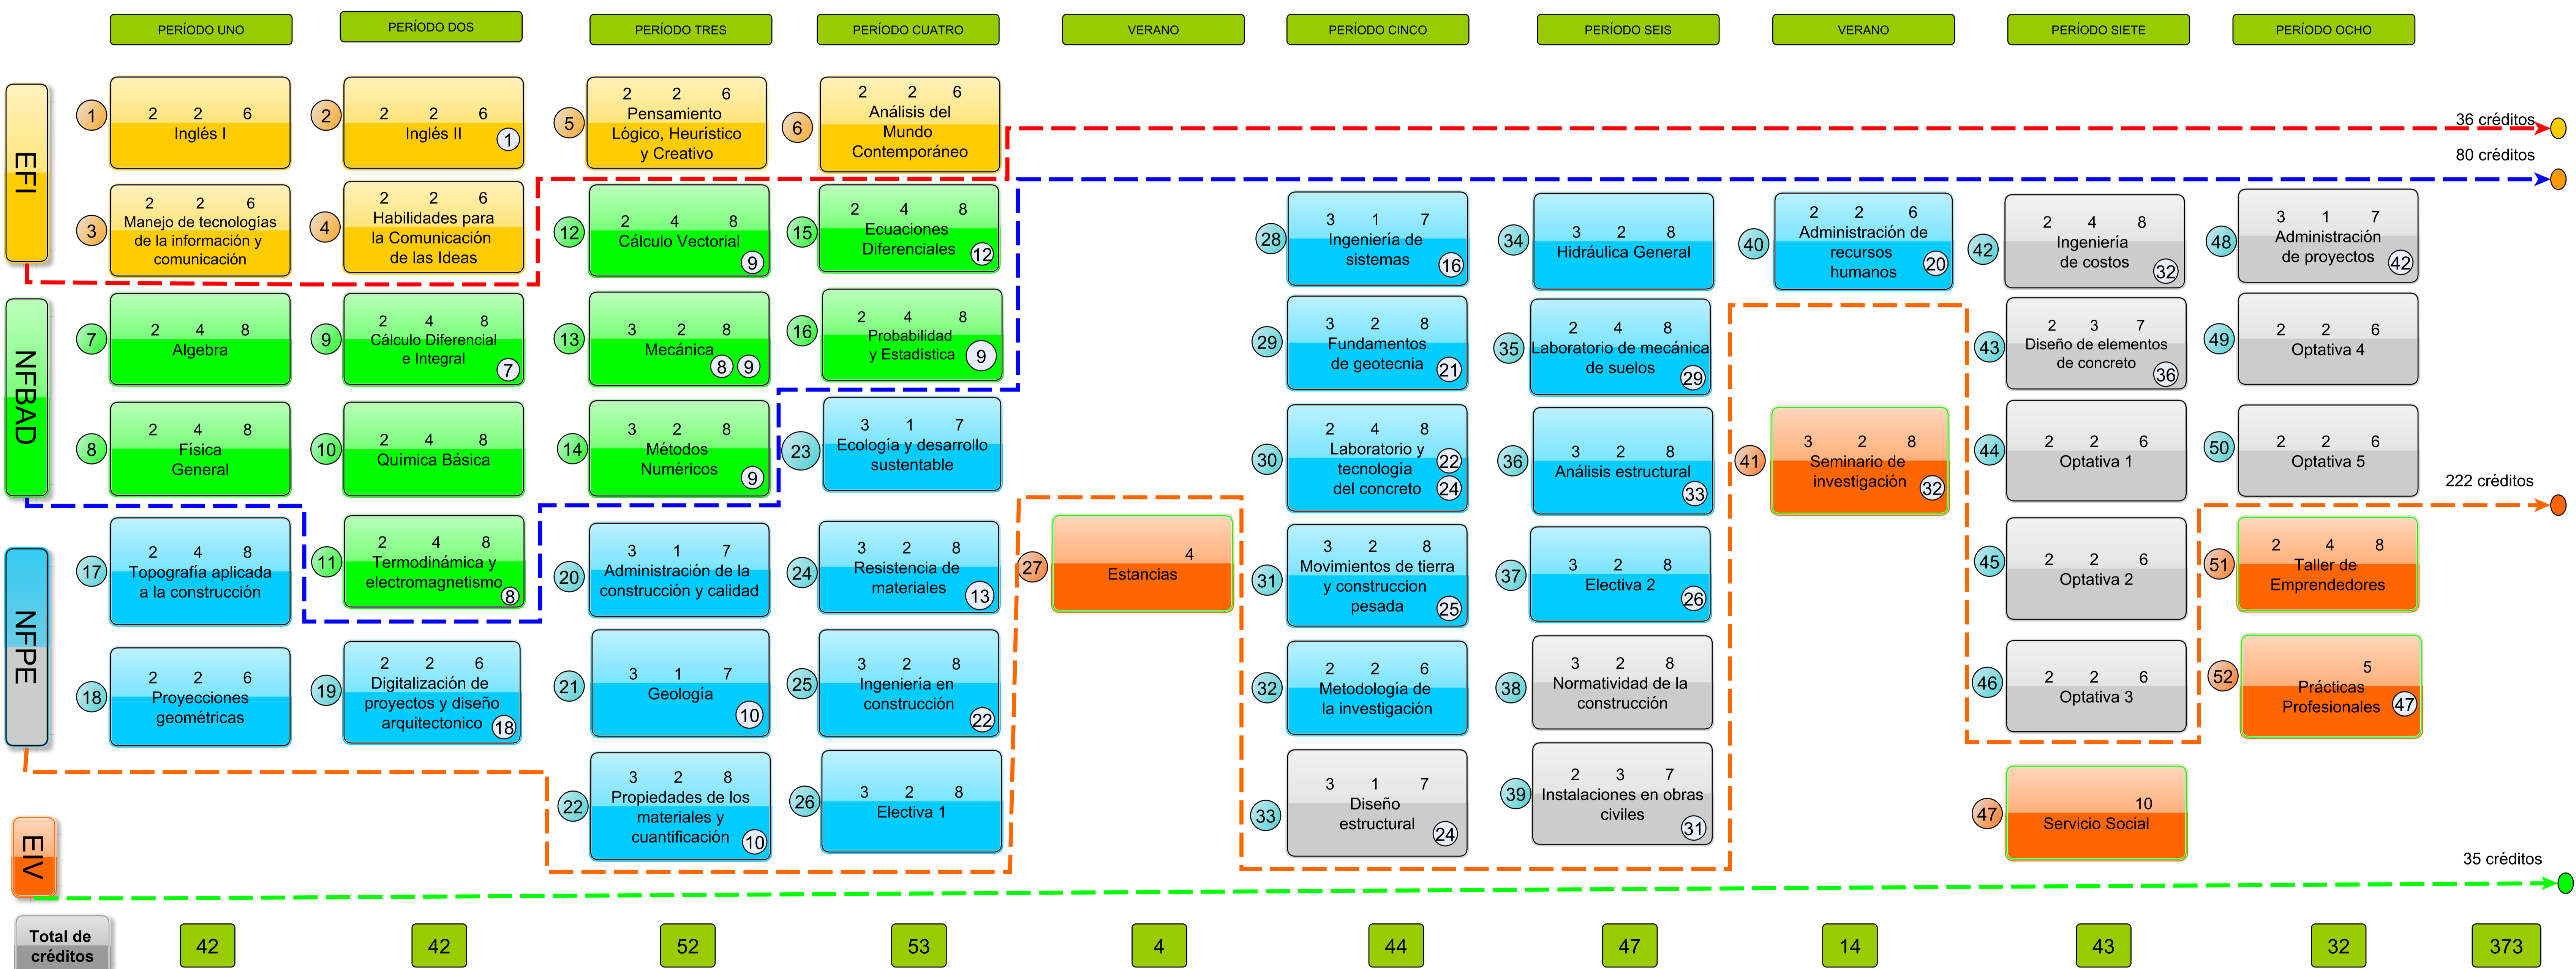 PERÍODO UNO
PERÍODO DOS
PERÍODO TRES
PERÍODO CUATRO
VERANO
PERÍODO CINCO
PERÍODO SEIS
VERANO
PERÍODO SIETE
PERÍODO OCHO
EFI
1
2 2 6
Inglés I
2
2 2 6
Inglés II
1
5
2 2 6
Pensamiento
Lógico, Heurístico
y Creativo
6
2 2 6
Análisis del
Mundo
Contemporáneo
36 créditos
80 créditos
3
2 2 6
Manejo de tecnologías
de la información y
comunicación
4
2 2 6
Habilidades para
la Comunicación
de las Ideas
12
2 4 8
Cálculo Vectorial
9
15
2 4 8
Ecuaciones
Diferenciales
12
28
3 1 7
Ingeniería de
sistemas
16
34
3 2 8
Hidráulica General
40
2 2 6
Administración de
recursos
humanos
20
42
2 4 8
Ingeniería
de costos
32
48
3 1 7
Administración
de proyectos
42
NFBAD
7
2 4 8
Algebra
9
2 4 8
Cálculo Diferencial
e Integral
7
13
3 2 8
Mecánica
8 9
16
2 4 8
Probabilidad
y Estadística
9
29
3 2 8
Fundamentos
de geotecnia
21
35
2 4 8
Laboratorio de mecánica
de suelos
29
43
2 3 7
Diseño de elementos
de concreto
36
49
2 2 6
Optativa 4
8
2 4 8
Física
General
10
2 4 8
Química Básica
14
3 2 8
Métodos
Numéricos
9
23
3 1 7
Ecología y desarrollo
sustentable
30
2 4 8
Laboratorio y
tecnología
del concreto
22
24
36
3 2 8
Análisis estructural
33
41
3 2 8
Seminario de
investigación
32
44
2 2 6
Optativa 1
50
2 2 6
Optativa 5
222 créditos
NFPE
17
2 4 8
Topografía aplicada
a la construcción
11
2 4 8
Termodinámica y
electromagnetismo
8
20
3 1 7
Administración de la
construcción y calidad
24
3 2 8
Resistencia de
materiales
13
27
4
Estancias
31
3 2 8
Movimientos de tierra
y construccion
pesada
25
37
3 2 8
Electiva 2
26
45
2 2 6
Optativa 2
51
2 4 8
Taller de
Emprendedores
18
2 2 6
Proyecciones
geométricas
19
2 2 6
Digitalización de
proyectos y diseño
arquitectonico
18
21
3 1 7
Geología
10
25
3 2 8
Ingeniería en
construcción
22
32
2 2 6
Metodología de
la investigación
38
3 2 8
Normatividad de la
construcción
46
2 2 6
Optativa 3
52
5
Prácticas
Profesionales
47
22
3 2 8
Propiedades de los
materiales y
cuantificación
10
26
3 2 8
Electiva 1
33
3 1 7
Diseño
estructural
24
39
2 3 7
Instalaciones en obras
civiles
31
47
10
Servicio Social
EIV
35 créditos
Total de
créditos
42
42
52
53
4
44
47
14
43
32
373